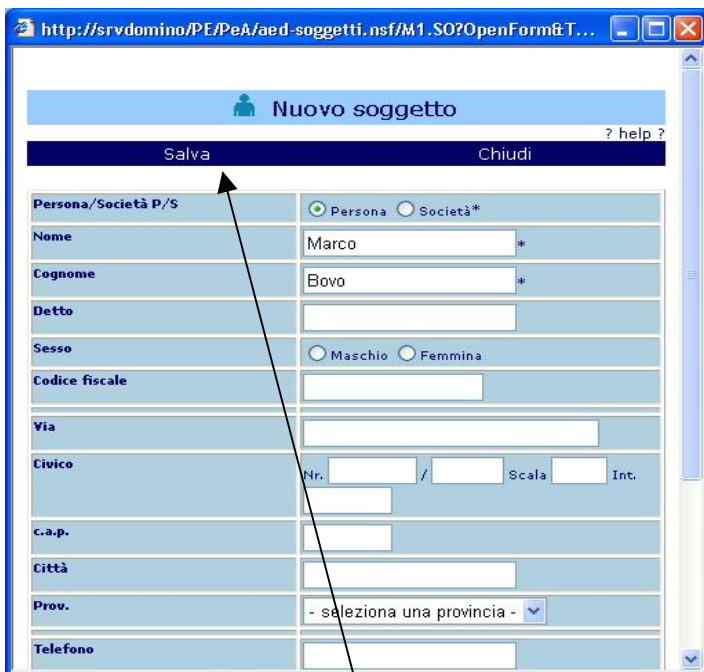 http://srvdomino/PE/PeA/aed-soggetti.nsf/M1.SO?OpenForm&T...
Nuovo soggetto
? help ?
Salva Chiudi
Persona/Società P/S Persona Società*
Nome Marco *
Cognome Bovo *
Detto
Sesso Maschio Femmina
Codice fiscale
Via
Civico Nr. / Scala Int.
c.a.p.
Città
Prov. - seleziona una provincia -
Telefono